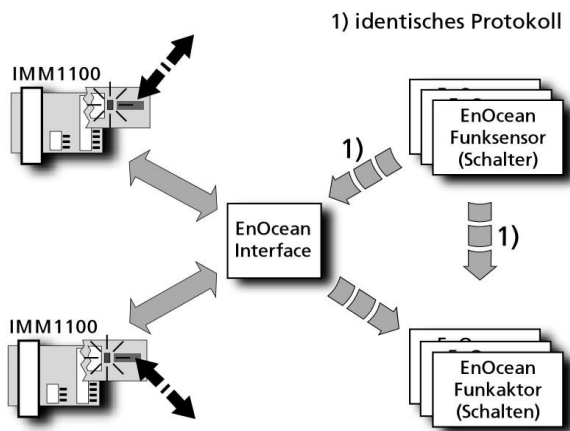 1) identisches Protokoll
IMM1100
EnOcean
Funksensor
(Schalter)
1)
EnOcean
Interface
1)
IMM1100
EnOcean
Funkaktor
(Schalten)